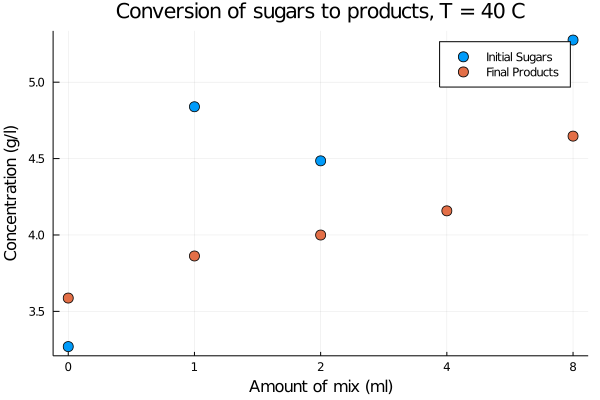 Conversion of sugars to products, T = 40 C
Initial Sugars
Final Products
5.0
4.5
4.0
3.5
Concentration (g/l)
0 1 2 4 8
Amount of mix (ml)